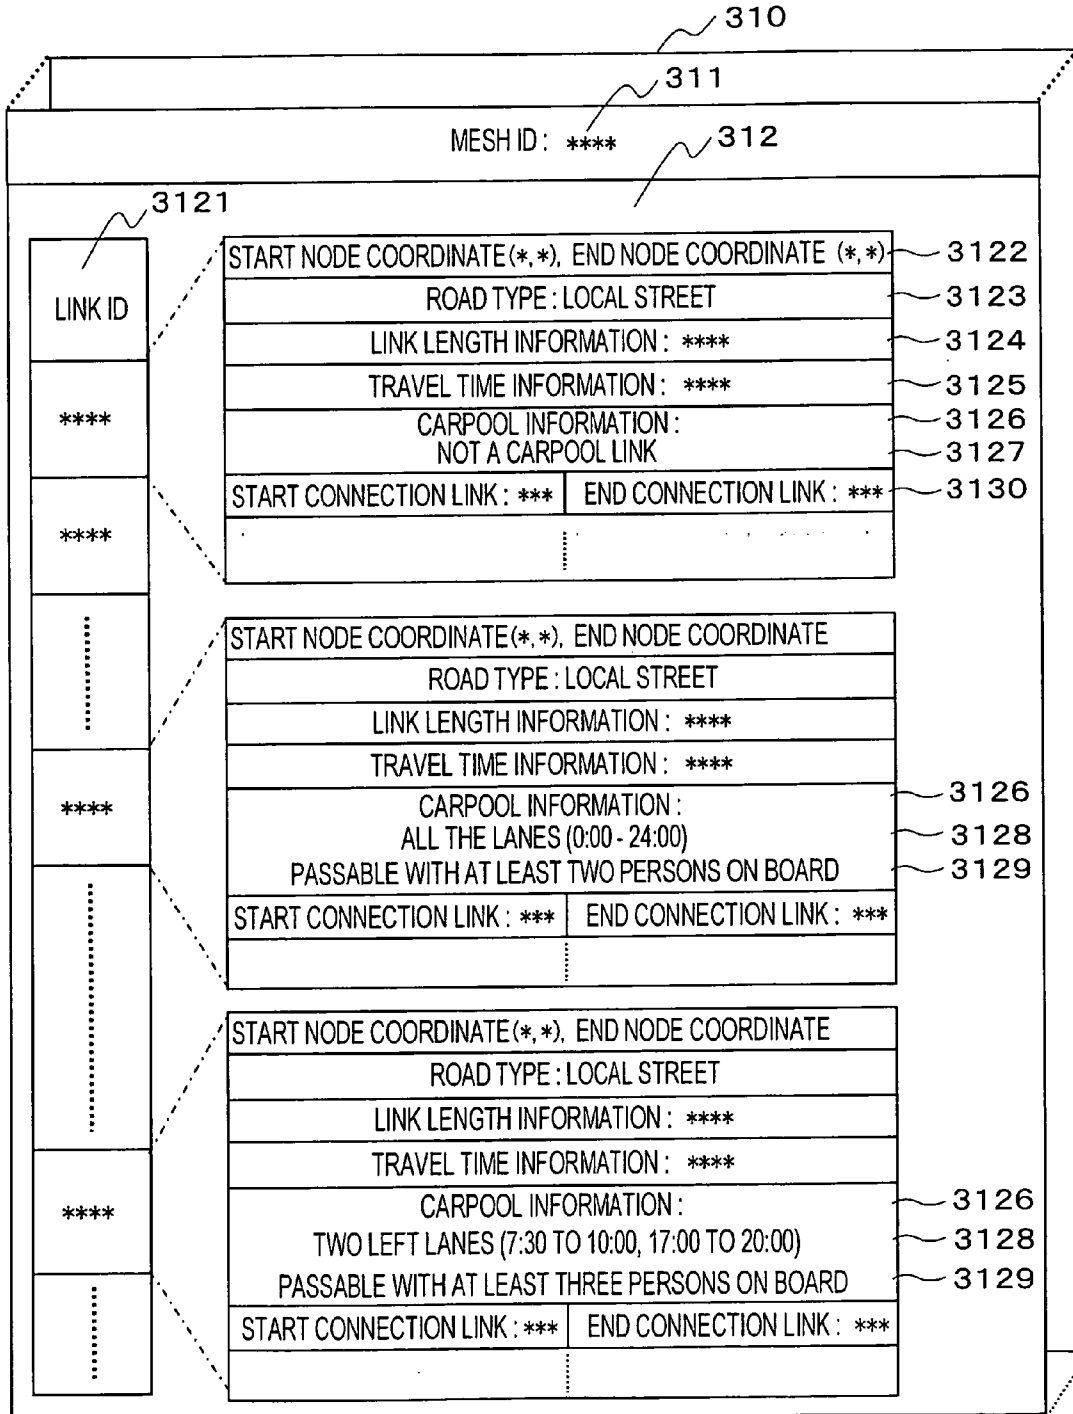 310
311
MESH ID : ****
312
3121
LINK ID
****
****
****
****
START NODE COORDINATE (*, *), END NODE COORDINATE (*, *)
3122
ROAD TYPE : LOCAL STREET
3123
LINK LENGTH INFORMATION : ****
3124
TRAVEL TIME INFORMATION : ****
3125
CARPOOL INFORMATION :
3126
NOT A CARPOOL LINK
3127
START CONNECTION LINK : ***
END CONNECTION LINK : ***
3130
START NODE COORDINATE (*, *), END NODE COORDINATE
ROAD TYPE : LOCAL STREET
LINK LENGTH INFORMATION : ****
TRAVEL TIME INFORMATION : ****
CARPOOL INFORMATION :
3126
ALL THE LANES (0:00 - 24:00)
3128
PASSABLE WITH AT LEAST TWO PERSONS ON BOARD
3129
START CONNECTION LINK : ***
END CONNECTION LINK : ***
START NODE COORDINATE (*, *), END NODE COORDINATE
ROAD TYPE : LOCAL STREET
LINK LENGTH INFORMATION : ****
TRAVEL TIME INFORMATION : ****
CARPOOL INFORMATION :
3126
TWO LEFT LANES (7:30 TO 10:00, 17:00 TO 20:00)
3128
PASSABLE WITH AT LEAST THREE PERSONS ON BOARD
3129
START CONNECTION LINK : ***
END CONNECTION LINK : ***